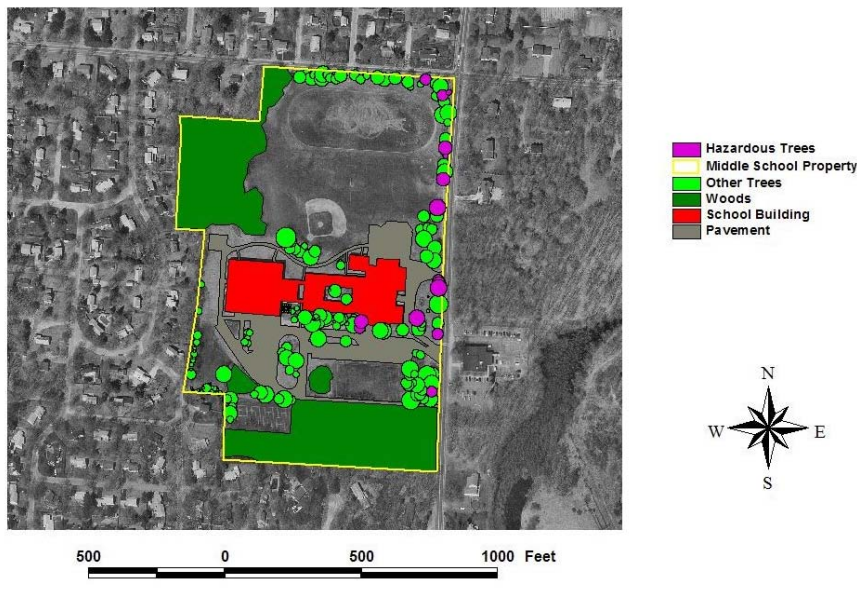 Hazardous Trees
Middle School Property
Other Trees
Woods
School Building
Pavement
N
W E
S
500 0 500 1000 Feet